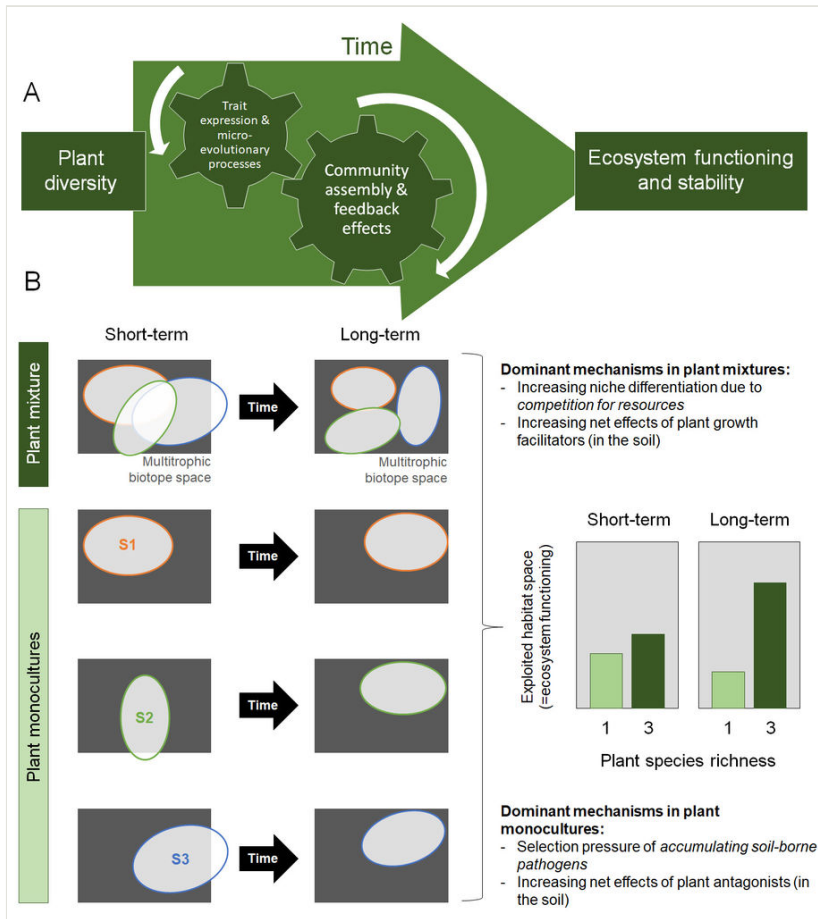 A
Time
Plant
diversity
Trait
expression &
micro-
evolutionary
processes
Community
assembly &
feedback
effects
Ecosystem functioning
and stability
B
Short-term
Long-term
Plant mixture
Time
Multitrophic
biotope space
Multitrophic
biotope space
Dominant mechanisms in plant mixtures:
- Increasing niche differentiation due to
competition for resources
- Increasing net effects of plant growth
facilitators (in the soil)
Plant monocultures
S1
Time
S2
Time
S3
Time
Short-term
Long-term
Exploited habitat space
(=ecosystem functioning)
1
3
1
3
Plant species richness
Dominant mechanisms in plant
monocultures:
- Selection pressure of accumulating soil-borne
pathogens
- Increasing net effects of plant antagonists (in
the soil)